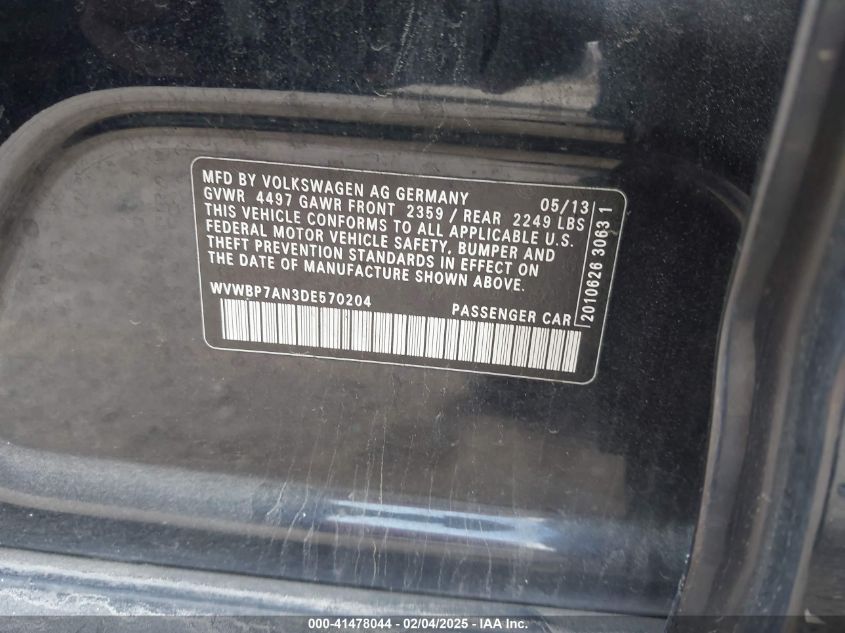 MFD BY VOLKSWAGEN AG GERMANY 05/13
GVWR 4497 GAWR FRONT 2359 / REAR 2249 LBS
THIS VEHICLE CONFORMS TO ALL APPLICABLE U.S.
FEDERAL MOTOR VEHICLE SAFETY, BUMPER AND
THEFT PREVENTION STANDARDS IN EFFECT ON
THE DATE OF MANUFACTURE SHOWN ABOVE.
WVWBP7AN3DE570204 PASSENGER CAR
2010626 30631
000-41478044 - 02/04/2025 - IAA Inc.